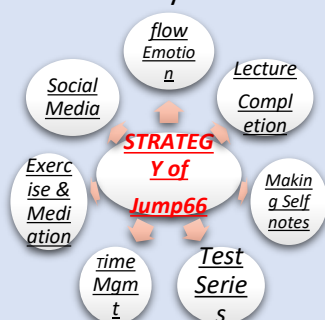 flow
Emotio
n
Social
Media
Lecture
Compl
etion
STRATEG
Y of
Jump66
Exerc
ise &
Medi
ation
Makin
g Self
notes
Time
Mgm
t
Test
Serie
s